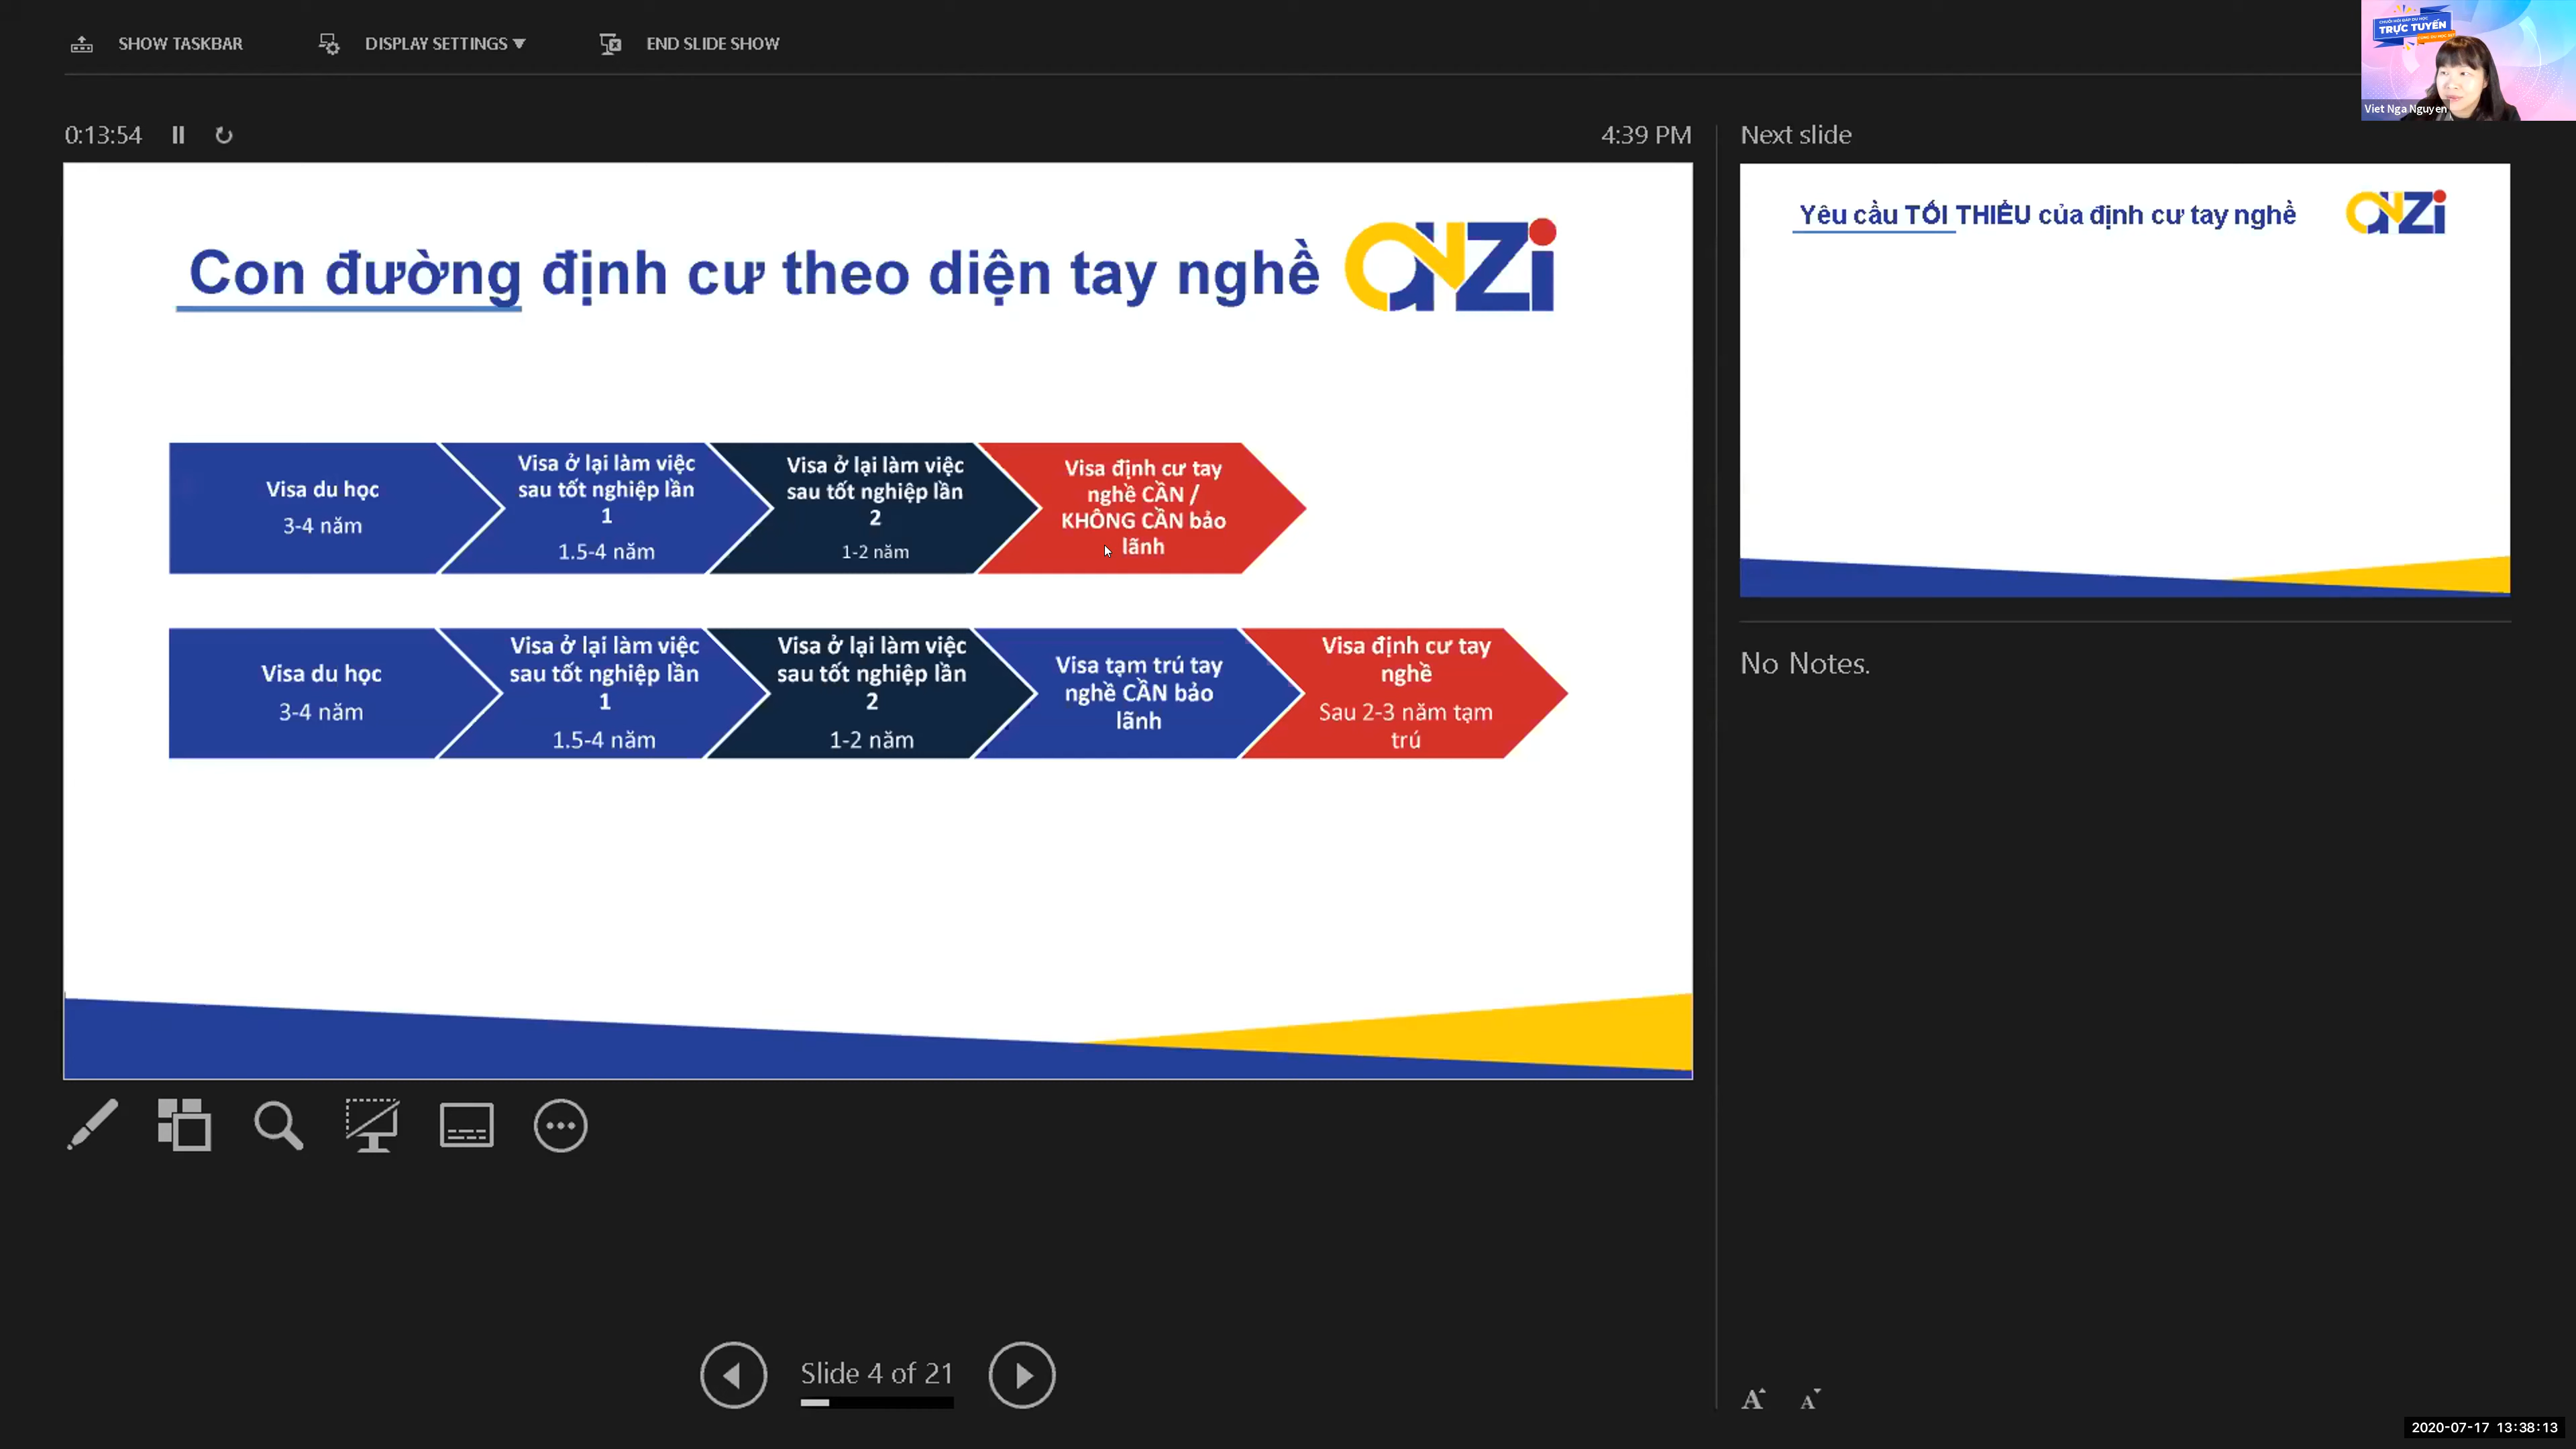 SHOW TASKBAR
DISPLAY SETTINGS
END SLIDE SHOW
TRỰC TUYẾN
Viet Nga Nguyen
0:13:54
4:39 PM
Next slide
Con đường định cư theo diện tay nghề
aNZi
Visa du học
3-4 năm
Visa ở lại làm việc
sau tốt nghiệp lần
1
1.5-4 năm
Visa ở lại làm việc
sau tốt nghiệp lần
2
1-2 năm
Visa định cư tay
nghề CẦN /
KHÔNG CẦN bảo
lãnh
Visa du học
3-4 năm
Visa ở lại làm việc
sau tốt nghiệp lần
1
1.5-4 năm
Visa ở lại làm việc
sau tốt nghiệp lần
2
1-2 năm
Visa tạm trú tay
nghề CẦN bảo
lãnh
Visa định cư tay
nghề
Sau 2-3 năm tạm
trú
Yêu cầu TỐI THIỂU của định cư tay nghề
aNZi
No Notes.
Slide 4 of 21
A A
2020-07-17 13:38:13